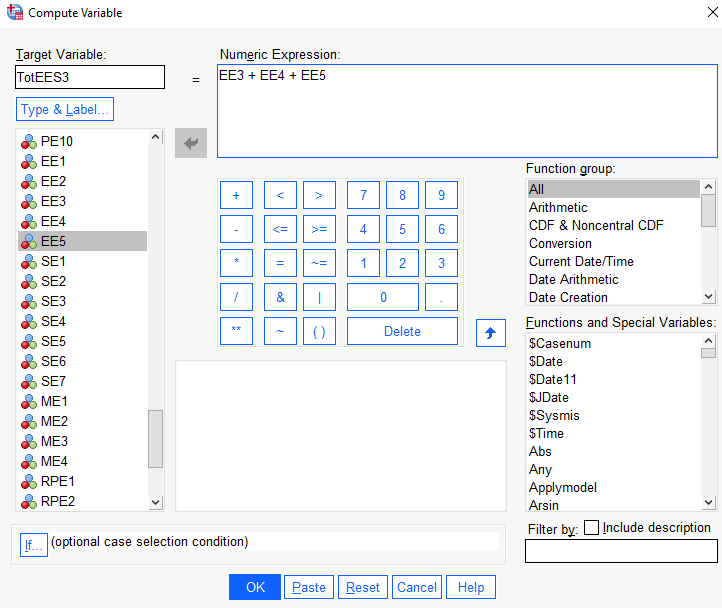 Compute Variable
Target Variable:
TotEES3
=
Numeric Expression:
EE3 + EE4 + EE5
Type & Label...
PE10
EE1
EE2
EE3
EE4
EE5
SE1
SE2
SE3
SE4
SE5
SE6
SE7
ME1
ME2
ME3
ME4
RPE1
RPE2
+ < > 7 8 9
- <= >= 4 5 6
* = ~= 1 2 3
/ & | 0 .
** ~ ( ) Delete
Function group:
All
Arithmetic
CDF & Noncentral CDF
Conversion
Current Date/Time
Date Arithmetic
Date Creation
Functions and Special Variables:
$Casenum
$Date
$Date11
$JDate
$Sysmis
$Time
Abs
Any
Applymodel
Arsin
If... (optional case selection condition)
Filter by: Include description
OK Paste Reset Cancel Help